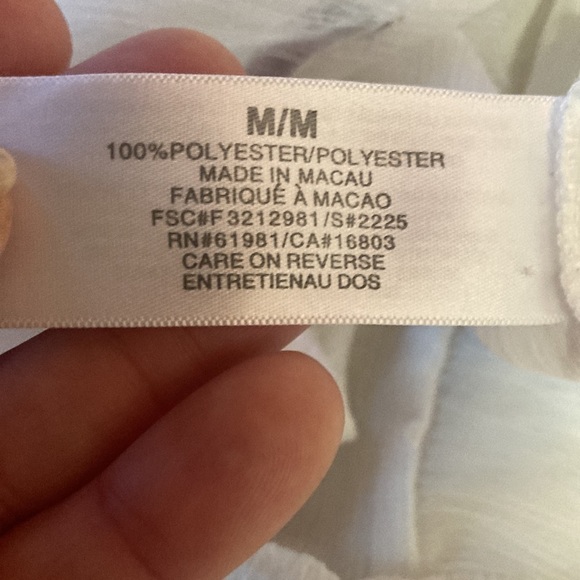 M/M
100%POLYESTER/POLYESTER
MADE IN MACAU
FABRIQUÉ À MACAO
FSC#F3212981/S#2225
RN#61981/CA#16803
CARE ON REVERSE
ENTRETIENAU DOS